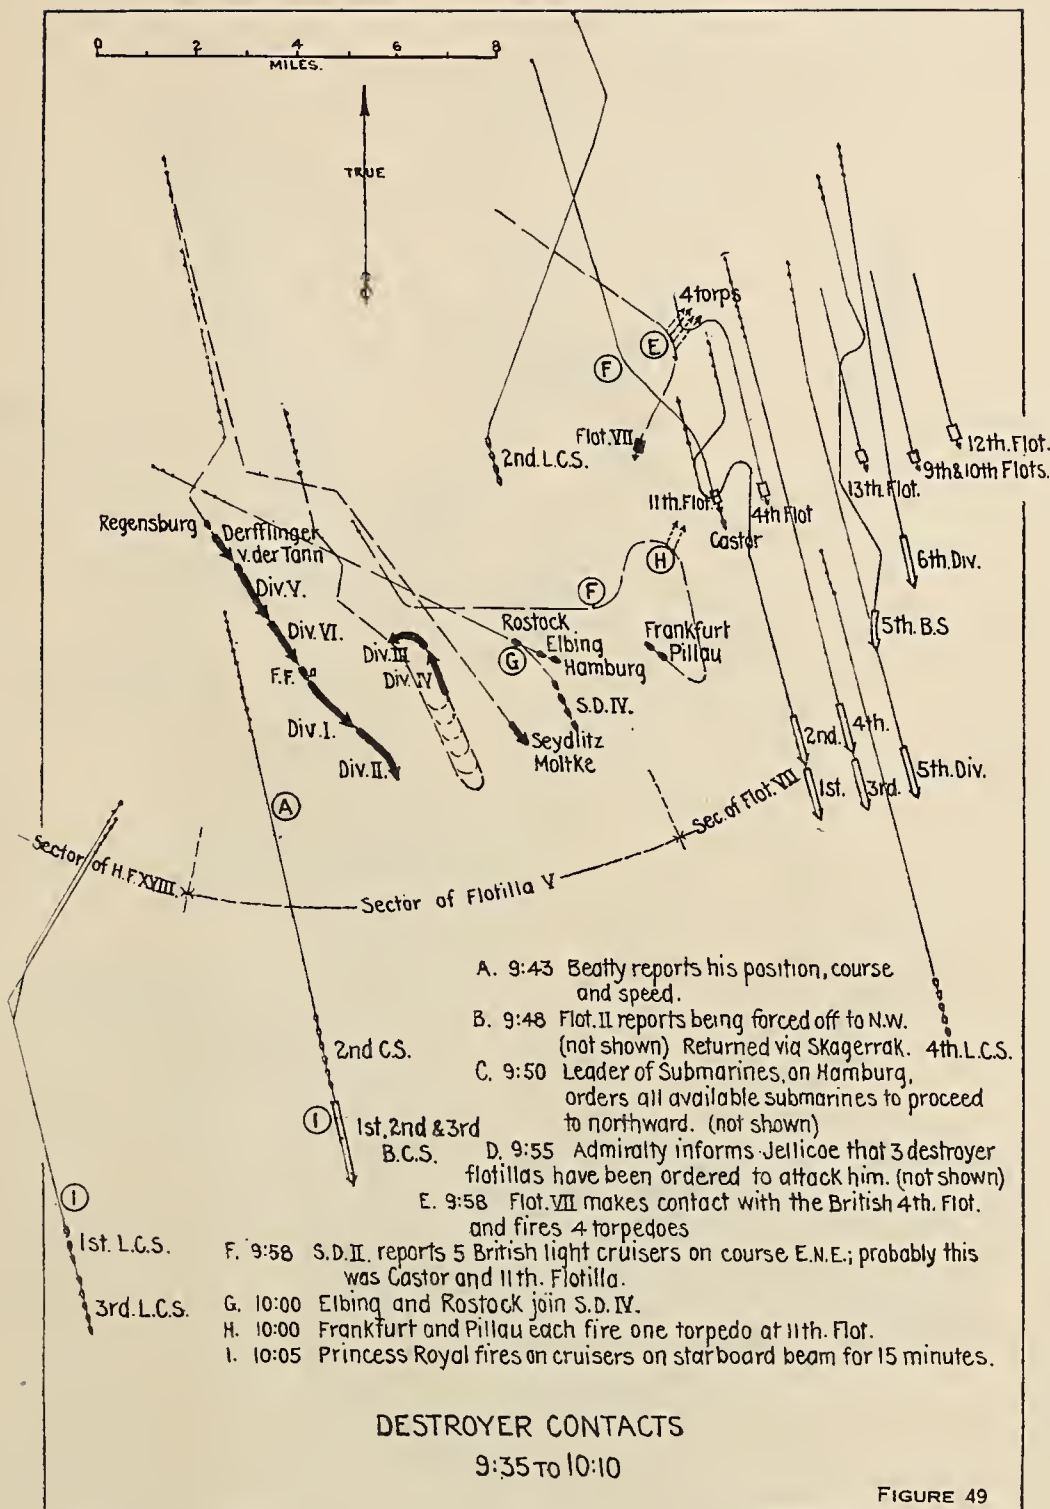 0 2 4 6 8
MILES.
TRUE
4 torps
E
F
Flot. VII
2nd. L.C.S.
12th. Flot.
9th & 10th Flots.
13th. Flot.
11th. Flot.
4th Flot
Castor
Regensburg
Derfflinger
v. der Tann
H
6th. Div.
Div. V.
F
Rostock
Elbing
Hamburg
Frankfurt
Pillau
5th. B.S
Div. VI.
Div. III
G
F.F.
Div. IV
S.D. IV.
Div. I.
2nd.
4th.
Seydlitz
Moltke
Div. II.
1st.
3rd.
5th. Div.
A
Sec. of Flot. VII
Sector of H.F. XVIII.
Sector of Flotilla V
A. 9:43 Beatty reports his position, course
and speed.
B. 9:48 Flot. II reports being forced off to N.W.
(not shown) Returned via Skagerrak.
4th. L.C.S.
2nd C.S.
C. 9:50 Leader of Submarines, on Hamburg,
orders all available submarines to proceed
to northward. (not shown)
I
1st, 2nd & 3rd
B.C.S.
D. 9:55 Admiralty informs Jellicoe that 3 destroyer
flotillas have been ordered to attack him. (not shown)
I
E. 9:58 Flot. VII makes contact with the British 4th. Flot.
and fires 4 torpedoes
1st. L.C.S.
F. 9:58 S.D. II. reports 5 British light cruisers on course E.N.E.; probably this
was Castor and 11th. Flotilla.
3rd. L.C.S.
G. 10:00 Elbing and Rostock join S.D. IV.
H. 10:00 Frankfurt and Pillau each fire one torpedo at 11th. Flot.
I. 10:05 Princess Royal fires on cruisers on starboard beam for 15 minutes.
DESTROYER CONTACTS
9:35 TO 10:10
FIGURE 49